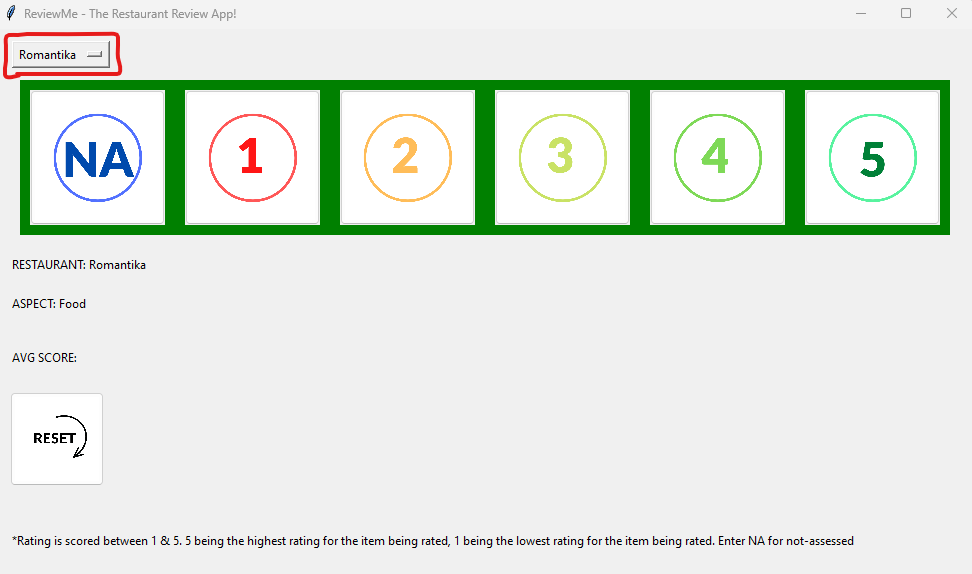 ReviewMe - The Restaurant Review App!
Romantika
NA 1 2 3 4 5
RESTAURANT: Romantika
ASPECT: Food
AVG SCORE:
RESET
*Rating is scored between 1 & 5. 5 being the highest rating for the item being rated, 1 being the lowest rating for the item being rated. Enter NA for not-assessed